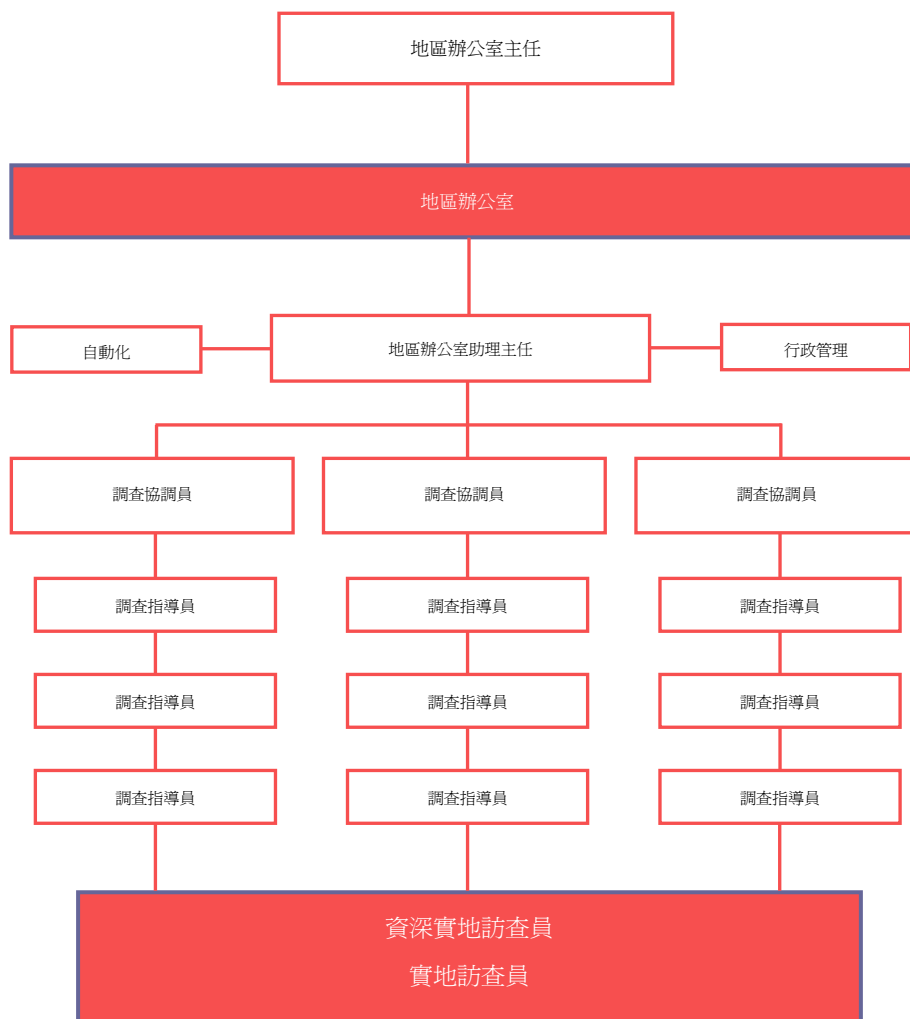 地區辦公室主任
地區辦公室
自動化
地區辦公室助理主任
行政管理
調查協調員
調查協調員
調查協調員
調查指導員
調查指導員
調查指導員
調查指導員
調查指導員
調查指導員
調查指導員
調查指導員
調查指導員
資深實地訪查員
實地訪查員